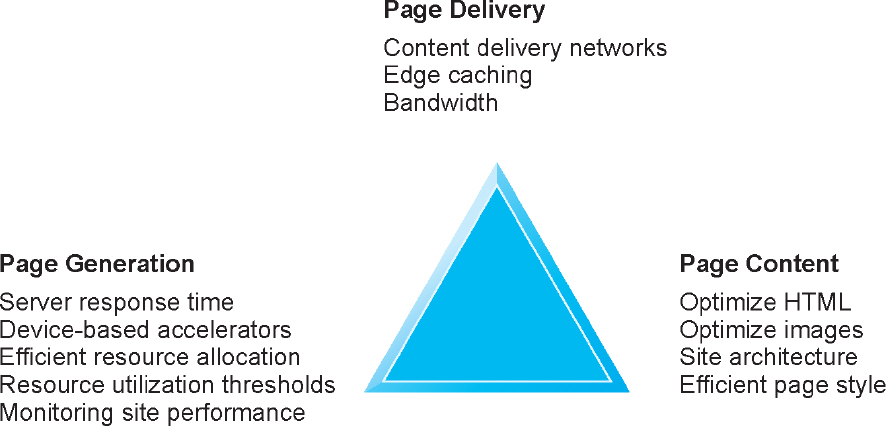 Page Delivery
Content delivery networks
Edge caching
Bandwidth
Page Generation
Server response time
Device-based accelerators
Efficient resource allocation
Resource utilization thresholds
Monitoring site performance
Page Content
Optimize HTML
Optimize images
Site architecture
Efficient page style